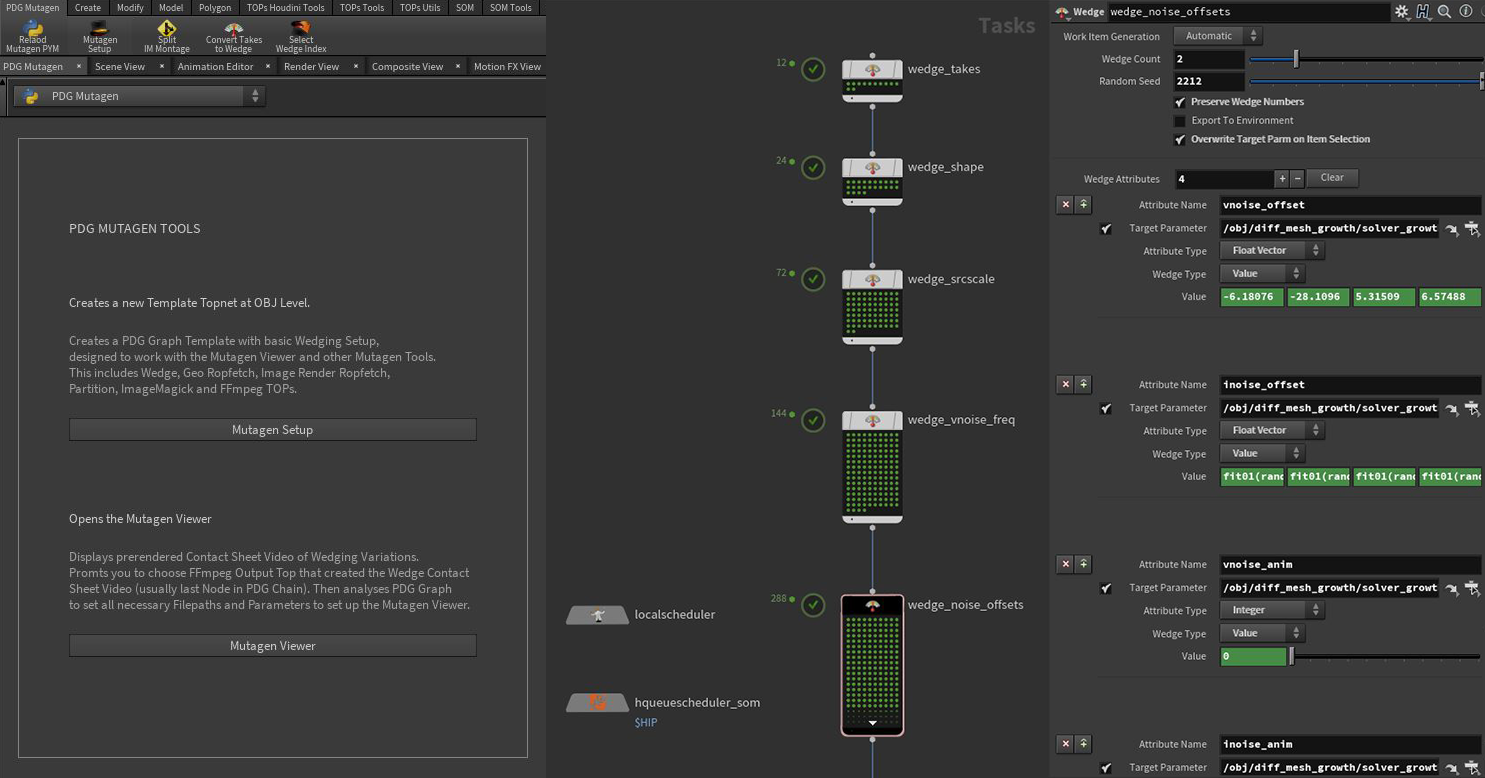 PDG Mutagen
Create
Modify
Model
Polygon
TOPs Houdini Tools
TOPs Tools
TOPs Utils
SOM
SOM Tools
Relaod
Mutagen PYM
Mutagen
Setup
Split
IM Montage
Convert Takes
to Wedge
Select
Wedge Index
PDG Mutagen
Scene View
Animation Editor
Render View
Composite View
Motion FX View
PDG Mutagen
PDG MUTAGEN TOOLS
Creates a new Template Topnet at OBJ Level.
Creates a PDG Graph Template with basic Wedging Setup,
designed to work with the Mutagen Viewer and other Mutagen Tools.
This includes Wedge, Geo Ropfetch, Image Render Ropfetch,
Partition, ImageMagick and FFmpeg TOPs.
Mutagen Setup
Opens the Mutagen Viewer
Displays prerendered Contact Sheet Video of Wedging Variations.
Promts you to choose FFmpeg Output Top that created the Wedge Contact
Sheet Video (usually last Node in PDG Chain). Then analyses PDG Graph
to set all necessary Filepaths and Parameters to set up the Mutagen Viewer.
Mutagen Viewer
Tasks
12
wedge_takes
24
wedge_shape
72
wedge_srcscale
144
wedge_vnoise_freq
288
wedge_noise_offsets
localscheduler
hqueuescheduler_som
$HIP
Wedge wedge_noise_offsets
Work Item Generation Automatic
Wedge Count 2
Random Seed 2212
Preserve Wedge Numbers
Export To Environment
Overwrite Target Parm on Item Selection
Wedge Attributes 4 + − Clear
Attribute Name vnoise_offset
Target Parameter /obj/diff_mesh_growth/solver_growt
Attribute Type Float Vector
Wedge Type Value
Value -6.18076 -28.1096 5.31509 6.57488
Attribute Name inoise_offset
Target Parameter /obj/diff_mesh_growth/solver_growt
Attribute Type Float Vector
Wedge Type Value
Value fit01(ran fit01(ran fit01(ran fit01(ran
Attribute Name vnoise_anim
Target Parameter /obj/diff_mesh_growth/solver_growt
Attribute Type Integer
Wedge Type Value
Value 0
Attribute Name inoise_anim
Target Parameter /obj/diff_mesh_growth/solver_growt